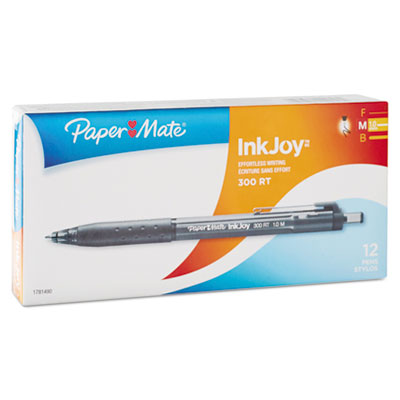 Paper Mate
InkJoy™
EFFORTLESS WRITING
ÉCRITURE SANS EFFORT
300 RT
F
M
B
Paper Mate InkJoy 300 RT 1.0 M
12
PENS
STYLOS
1781490